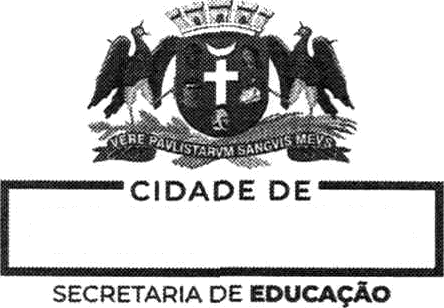 VERE PAVLISTARVM SANGVIS MEVS
CIDADE DE
SECRETARIA DE EDUCAÇÃO